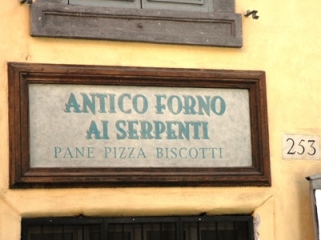 ANTICO FORNO
AI SERPENTI
PANE PIZZA BISCOTTI
253